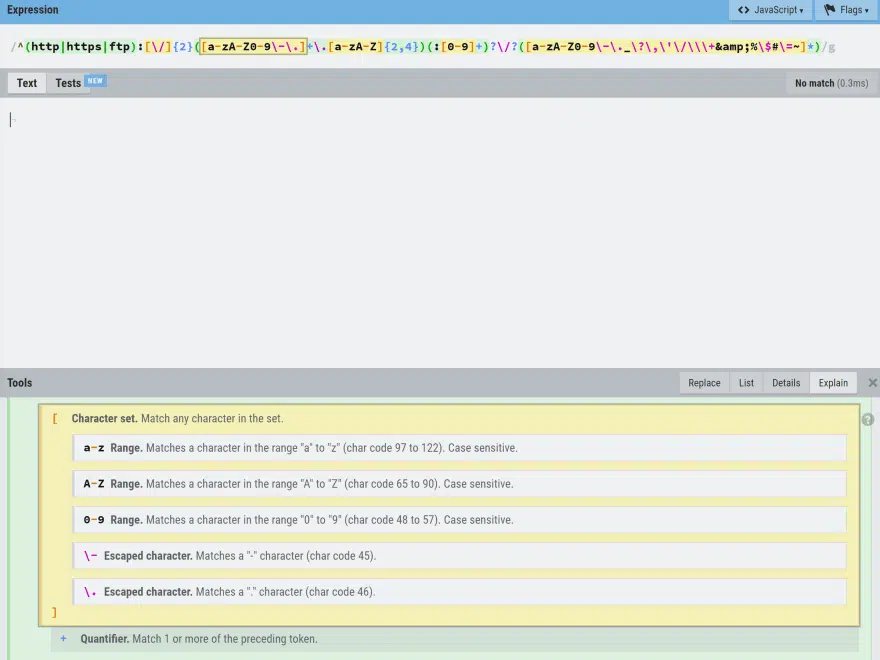 Expression
<> JavaScript ▾
Flags ▾
/^(http|https|ftp):[\/]{2}([a-zA-Z0-9\-\.]+\.[a-zA-Z]{2,4})(:[0-9]+)?\/?([a-zA-Z0-9\-\._\?\,\'\/\\\+&amp;%\$#\=~]*)/g
Text
Tests NEW
No match (0.3ms)
Tools
Replace
List
Details
Explain
[ Character set. Match any character in the set.
a-z Range. Matches a character in the range "a" to "z" (char code 97 to 122). Case sensitive.
A-Z Range. Matches a character in the range "A" to "Z" (char code 65 to 90). Case sensitive.
0-9 Range. Matches a character in the range "0" to "9" (char code 48 to 57). Case sensitive.
\- Escaped character. Matches a "-" character (char code 45).
\. Escaped character. Matches a "." character (char code 46).
]
+ Quantifier. Match 1 or more of the preceding token.